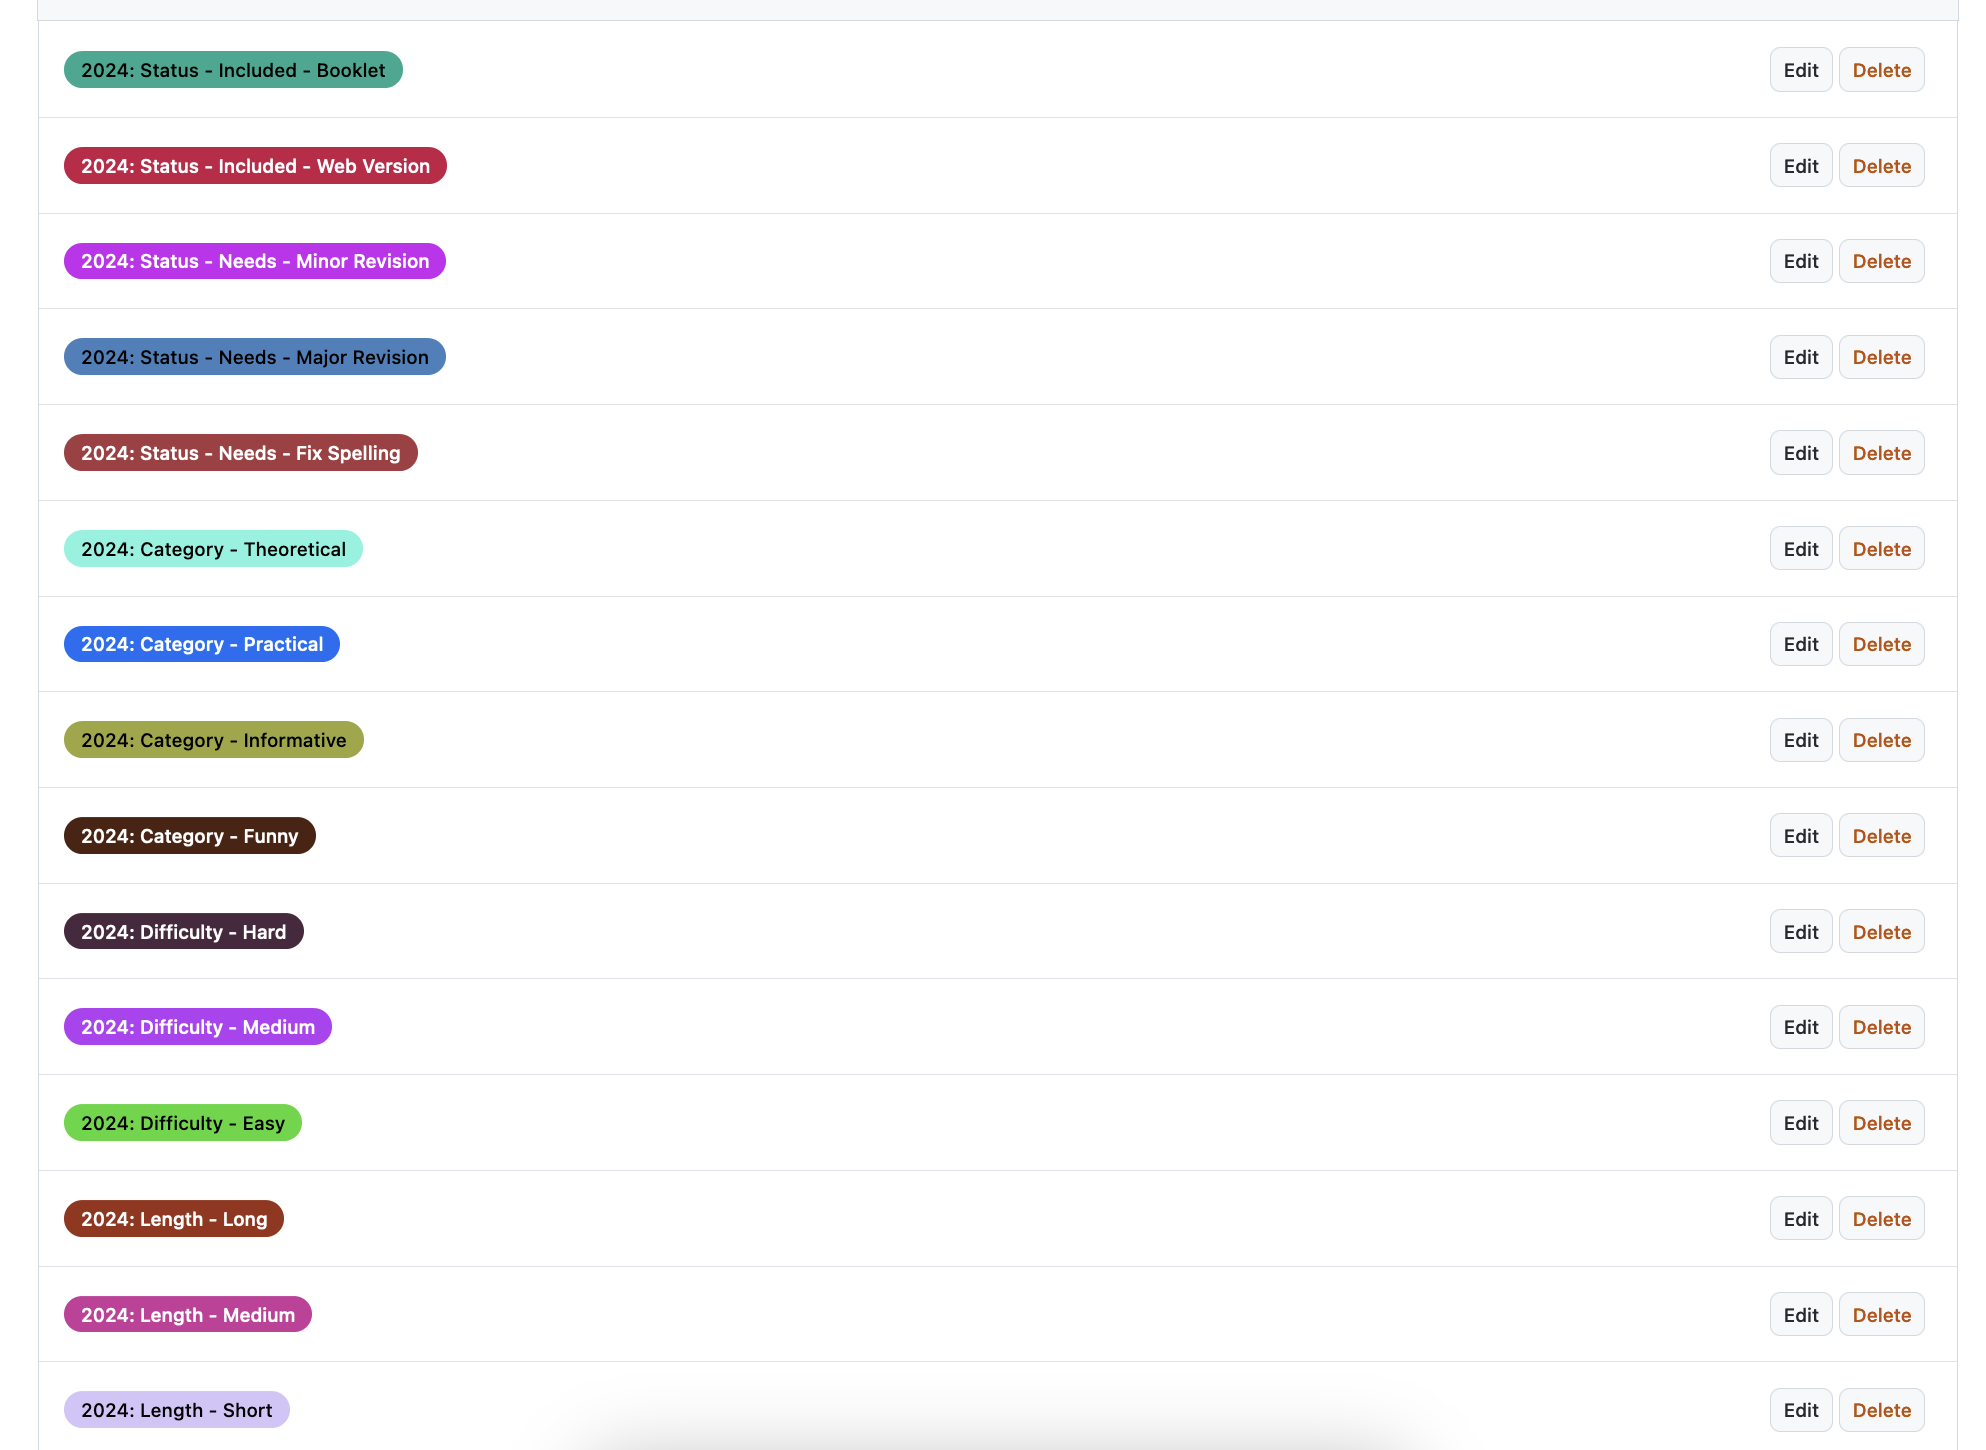 2024: Status - Included - Booklet Edit Delete
2024: Status - Included - Web Version Edit Delete
2024: Status - Needs - Minor Revision Edit Delete
2024: Status - Needs - Major Revision Edit Delete
2024: Status - Needs - Fix Spelling Edit Delete
2024: Category - Theoretical Edit Delete
2024: Category - Practical Edit Delete
2024: Category - Informative Edit Delete
2024: Category - Funny Edit Delete
2024: Difficulty - Hard Edit Delete
2024: Difficulty - Medium Edit Delete
2024: Difficulty - Easy Edit Delete
2024: Length - Long Edit Delete
2024: Length - Medium Edit Delete
2024: Length - Short Edit Delete